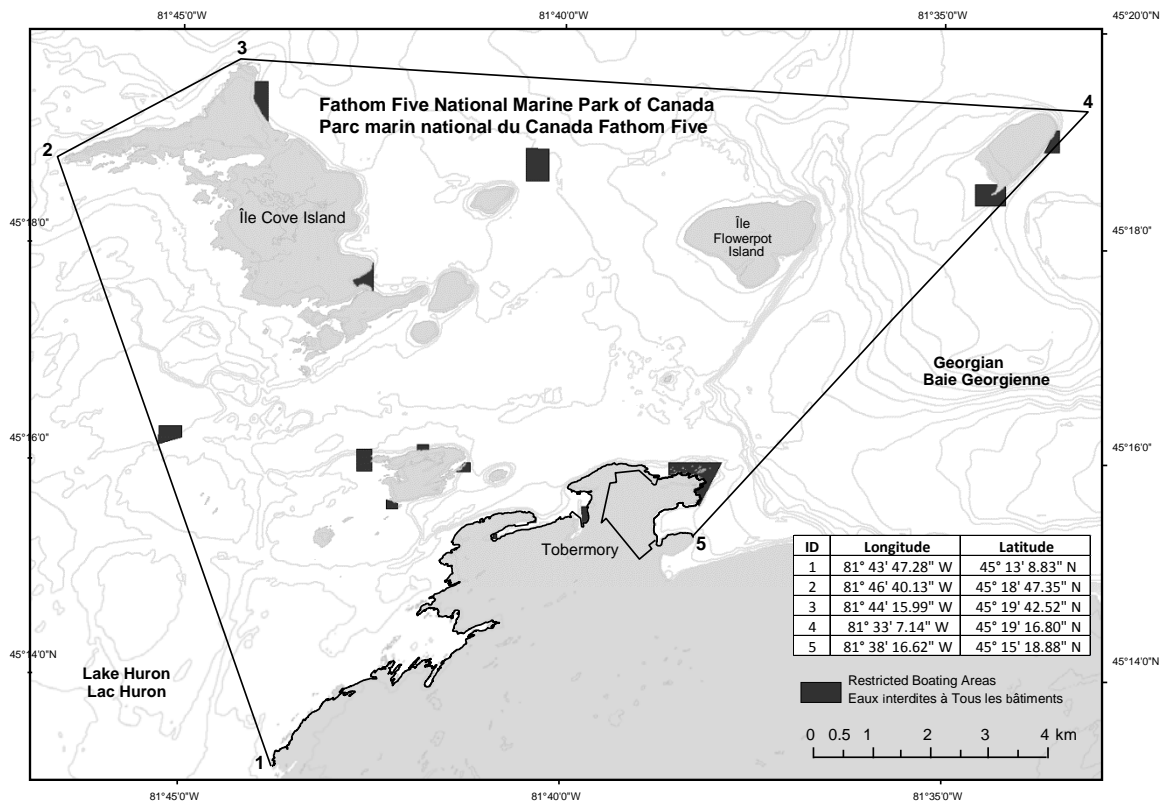 81°45'0"W 81°40'0"W 81°35'0"W 45°20'0"N
3
4
Fathom Five National Marine Park of Canada
Parc marin national du Canada Fathom Five
2
Île Cove Island
45°18'0"N
Île
Flowerpot
Island
45°18'0"
Georgian
Baie Georgienne
45°16'0"
45°16'0"N
Tobermory
5
ID Longitude Latitude
1 81° 43' 47.28" W 45° 13' 8.83" N
2 81° 46' 40.13" W 45° 18' 47.35" N
3 81° 44' 15.99" W 45° 19' 42.52" N
4 81° 33' 7.14" W 45° 19' 16.80" N
5 81° 38' 16.62" W 45° 15' 18.88" N
45°14'0"N
45°14'0"N
Lake Huron
Lac Huron
Restricted Boating Areas
Eaux interdites à Tous les bâtiments
0 0.5 1 2 3 4 km
1
81°45'0"W 81°40'0"W 81°35'0"W